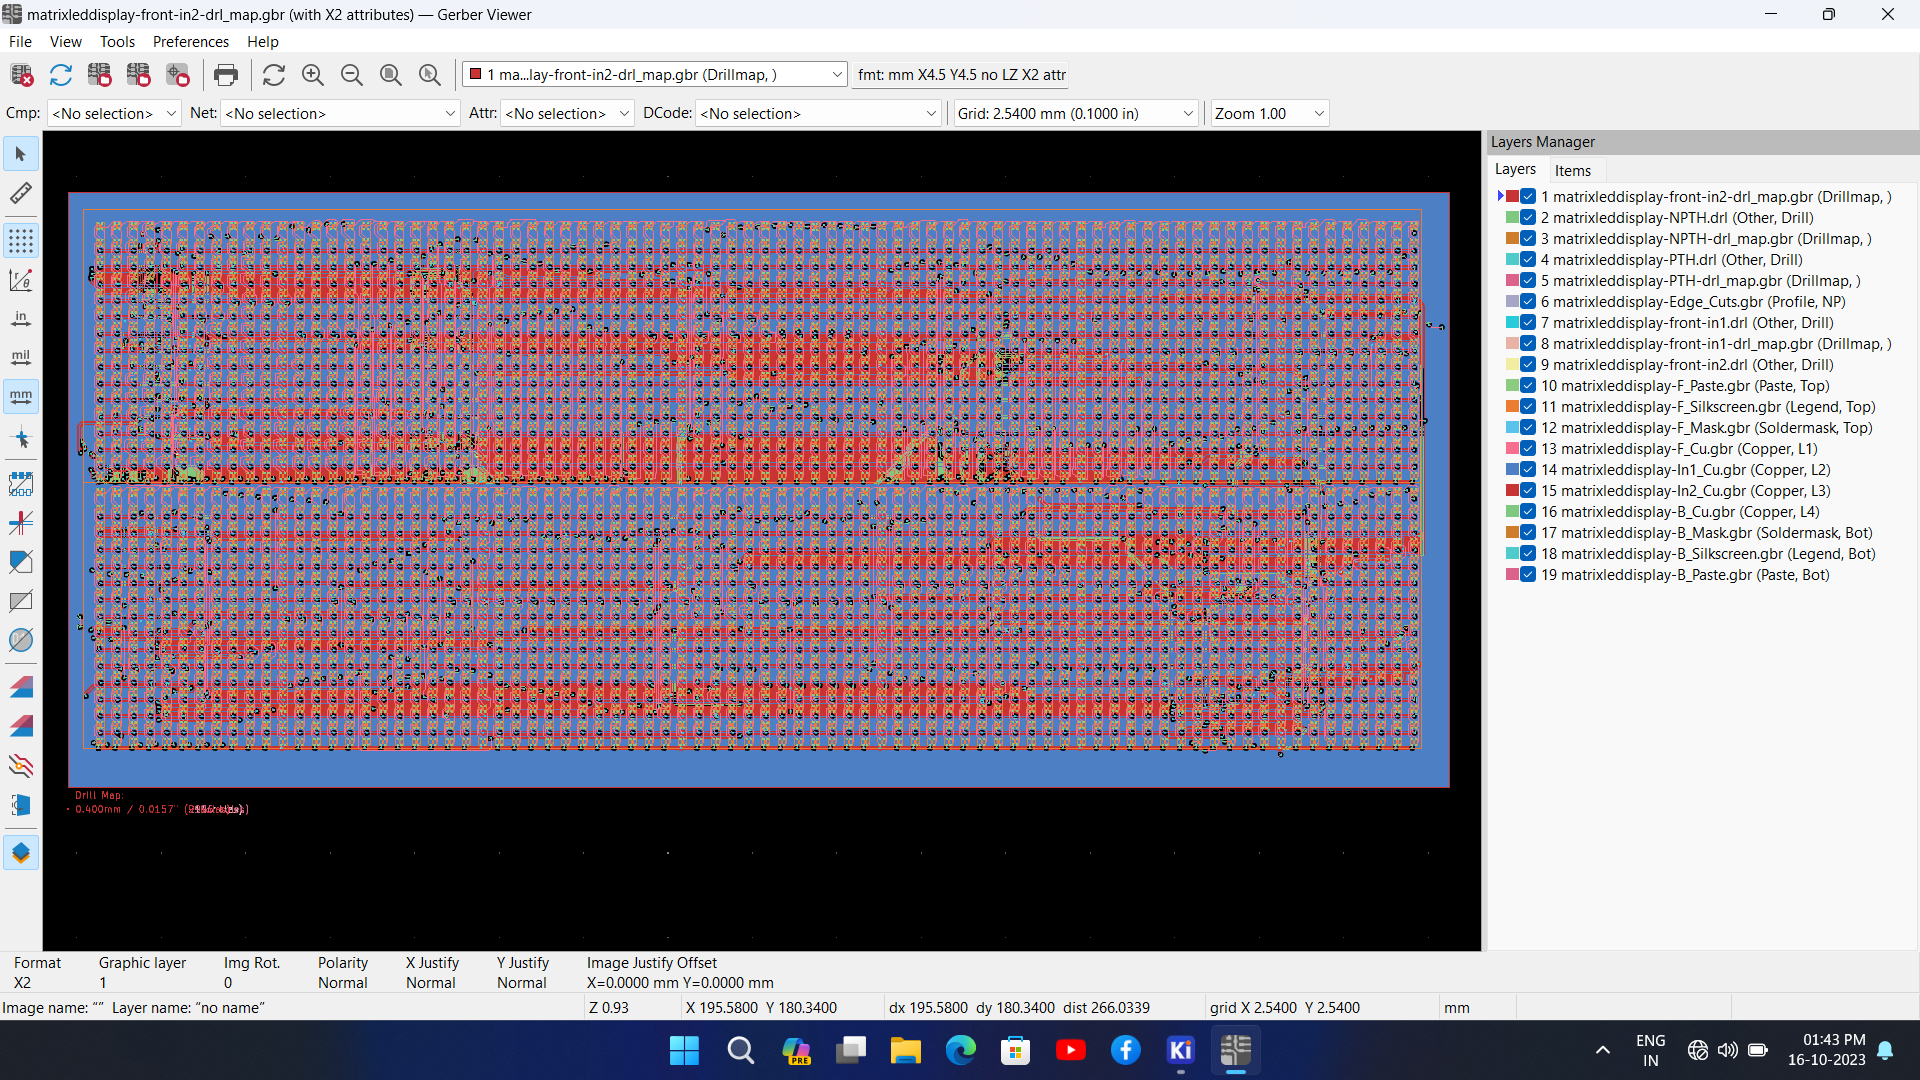 matrixleddisplay-front-in2-drl_map.gbr (with X2 attributes) — Gerber Viewer
File View Tools Preferences Help
1 ma...lay-front-in2-drl_map.gbr (Drillmap, ) fmt: mm X4.5 Y4.5 no LZ X2 attr
Cmp: <No selection> Net: <No selection> Attr: <No selection> DCode: <No selection> Grid: 2.5400 mm (0.1000 in) Zoom 1.00
in
mil
mm
Layers Manager
Layers Items
1 matrixleddisplay-front-in2-drl_map.gbr (Drillmap, )
2 matrixleddisplay-NPTH.drl (Other, Drill)
3 matrixleddisplay-NPTH-drl_map.gbr (Drillmap, )
4 matrixleddisplay-PTH.drl (Other, Drill)
5 matrixleddisplay-PTH-drl_map.gbr (Drillmap, )
6 matrixleddisplay-Edge_Cuts.gbr (Profile, NP)
7 matrixleddisplay-front-in1.drl (Other, Drill)
8 matrixleddisplay-front-in1-drl_map.gbr (Drillmap, )
9 matrixleddisplay-front-in2.drl (Other, Drill)
10 matrixleddisplay-F_Paste.gbr (Paste, Top)
11 matrixleddisplay-F_Silkscreen.gbr (Legend, Top)
12 matrixleddisplay-F_Mask.gbr (Soldermask, Top)
13 matrixleddisplay-F_Cu.gbr (Copper, L1)
14 matrixleddisplay-In1_Cu.gbr (Copper, L2)
15 matrixleddisplay-In2_Cu.gbr (Copper, L3)
16 matrixleddisplay-B_Cu.gbr (Copper, L4)
17 matrixleddisplay-B_Mask.gbr (Soldermask, Bot)
18 matrixleddisplay-B_Silkscreen.gbr (Legend, Bot)
19 matrixleddisplay-B_Paste.gbr (Paste, Bot)
Drill Map:
0.400mm / 0.0157"
Format Graphic layer Img Rot. Polarity X Justify Y Justify Image Justify Offset
X2 1 0 Normal Normal Normal X=0.0000 mm Y=0.0000 mm
Image name: “” Layer name: “no name” Z 0.93 X 195.5800 Y 180.3400 dx 195.5800 dy 180.3400 dist 266.0339 grid X 2.5400 Y 2.5400 mm
PRE
Ki
ENG
IN
01:43 PM
16-10-2023